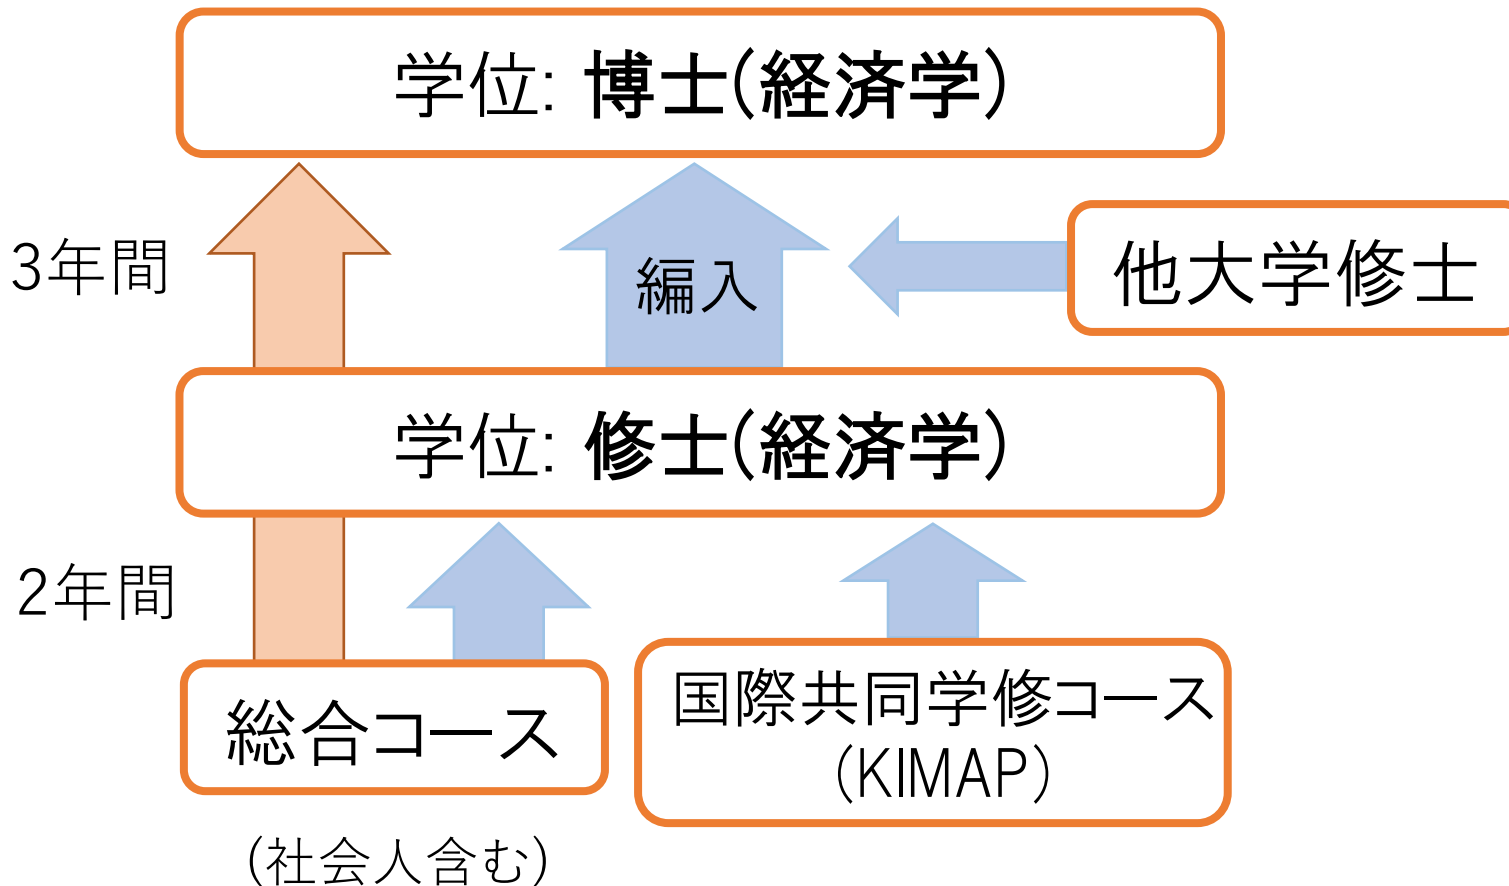 学位: 博士(経済学)
3年間
編入
他大学修士
学位: 修士(経済学)
2年間
総合コース
(社会人含む)
国際共同学修コース
(KIMAP)